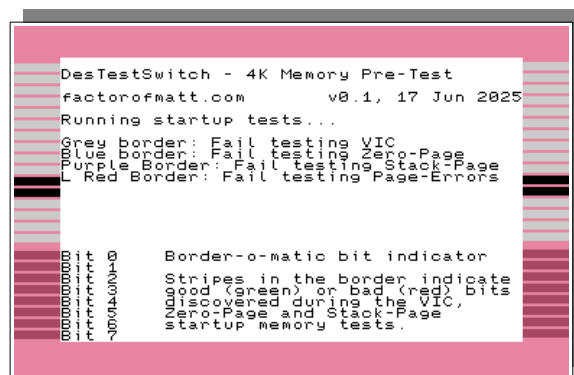 DesTestSwitch - 4K Memory Pre-Test
factorofmatt.com v0.1, 17 Jun 2025
Running startup tests...
Grey border: Fail testing VIC
Blue border: Fail testing Zero-Page
Purple Border: Fail testing Stack-Page
L Red Border: Fail testing Page-Errors
Bit 0 Border-o-matic bit indicator
Bit 1
Bit 2 Stripes in the border indicate
Bit 3 good (green) or bad (red) bits
Bit 4 discovered during the VIC,
Bit 5 Zero-Page and Stack-Page
Bit 6 startup memory tests.
Bit 7